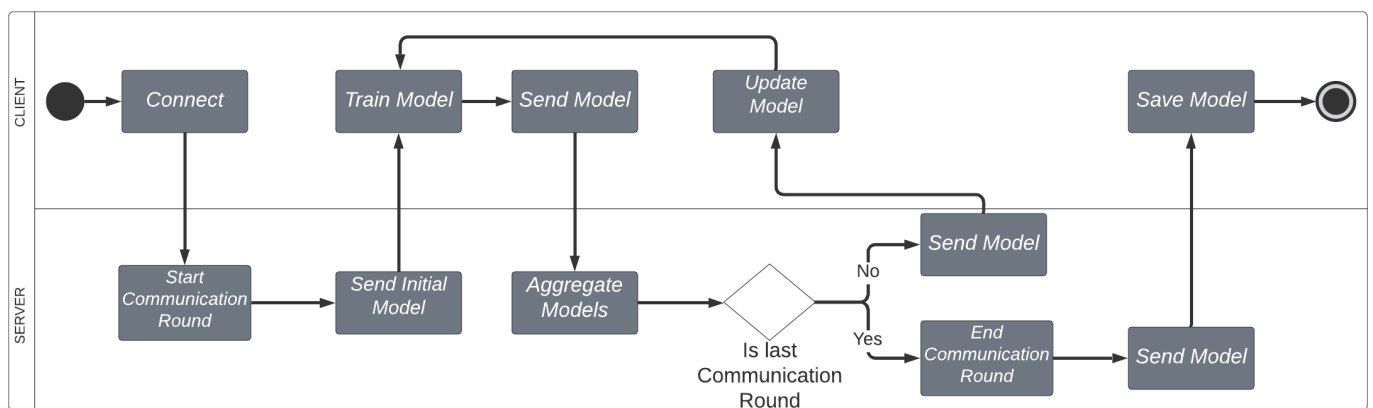 CLIENT
Connect
Train Model
Send Model
Update
Model
Save Model
SERVER
Start
Communication
Round
Send Initial
Model
Aggregate
Models
Is last
Communication
Round
No
Send Model
Yes
End
Communication
Round
Send Model